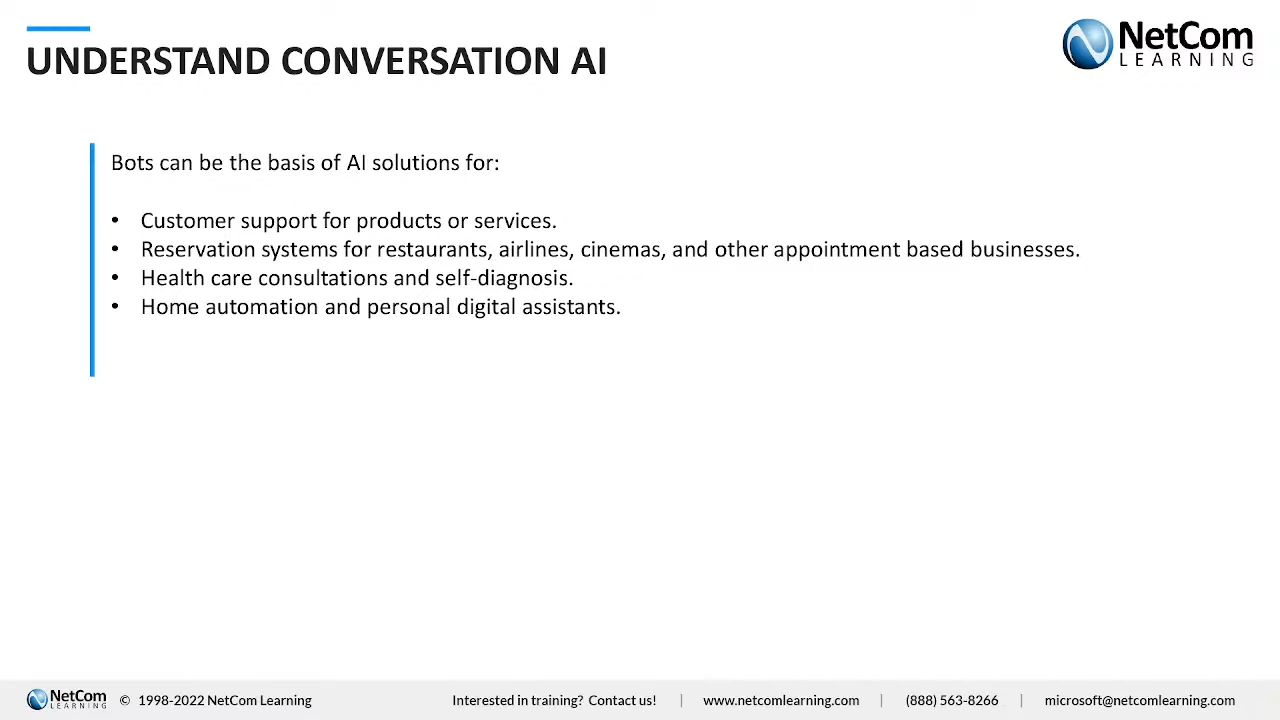 UNDERSTAND CONVERSATION AI
NetCom
LEARNING
Bots can be the basis of AI solutions for:
• Customer support for products or services.
• Reservation systems for restaurants, airlines, cinemas, and other appointment based businesses.
• Health care consultations and self-diagnosis.
• Home automation and personal digital assistants.
NetCom
LEARNING
© 1998-2022 NetCom Learning
Interested in training? Contact us! | www.netcomlearning.com | (888) 563-8266 | microsoft@netcomlearning.com